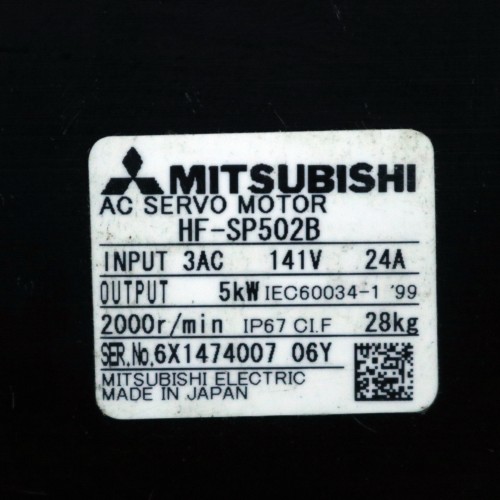 MITSUBISHI
AC SERVO MOTOR
HF-SP502B
INPUT 3AC 141V 24A
OUTPUT 5kW IEC60034-1 '99
2000r/min IP67 CI.F 28kg
SER.No.6X1474007 06Y
MITSUBISHI ELECTRIC
MADE IN JAPAN